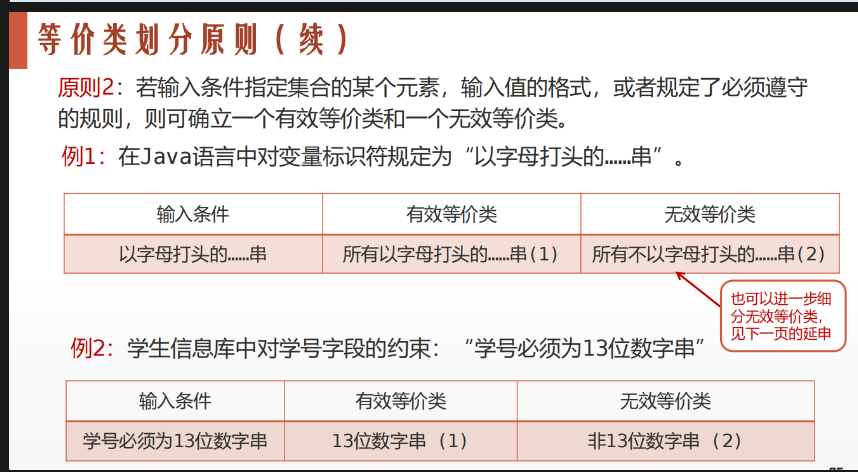 等价类划分原则（续）
原则2：若输入条件指定集合的某个元素，输入值的格式，或者规定了必须遵守
的规则，则可确立一个有效等价类和一个无效等价类。
例1：在Java语言中对变量标识符规定为“以字母打头的……串”。
输入条件 有效等价类 无效等价类
以字母打头的……串 所有以字母打头的……串(1) 所有不以字母打头的……串(2)
也可以进一步细
分无效等价类，
见下一页的延申
例2：学生信息库中对学号字段的约束：“学号必须为13位数字串”
输入条件 有效等价类 无效等价类
学号必须为13位数字串 13位数字串 (1) 非13位数字串 (2)